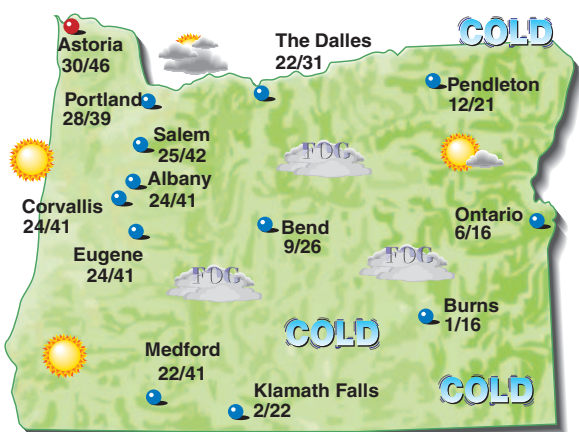 COLD
The Dalles
22/31
Astoria
30/46
Pendleton
12/21
Portland
28/39
Salem
25/42
FOG
Albany
24/41
Corvallis
24/41
Ontario
6/16
Bend
9/26
Eugene
24/41
FOG
FOG
Burns
1/16
COLD
Medford
22/41
Klamath Falls
2/22
COLD